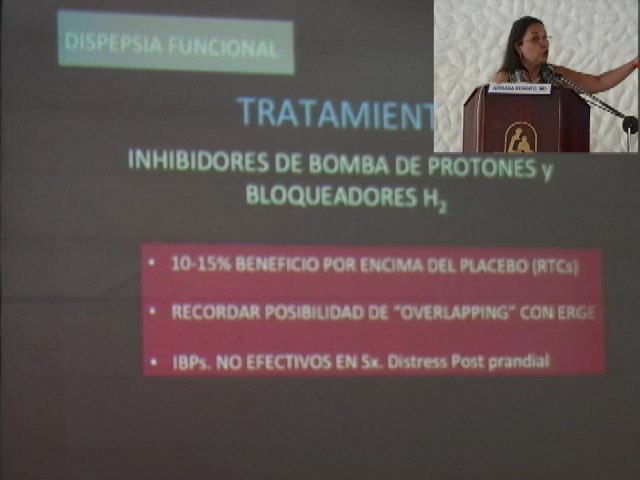 DISPEPSIA FUNCIONAL
TRATAMIENT
INHIBIDORES DE BOMBA DE PROTONES y
BLOQUEADORES H₂
• 10-15% BENEFICIO POR ENCIMA DEL PLACEBO (RTCs)
• RECORDAR POSIBILIDAD DE "OVERLAPPING" CON ERGE
• IBPs. NO EFECTIVOS EN Sx. Distress Post prandial